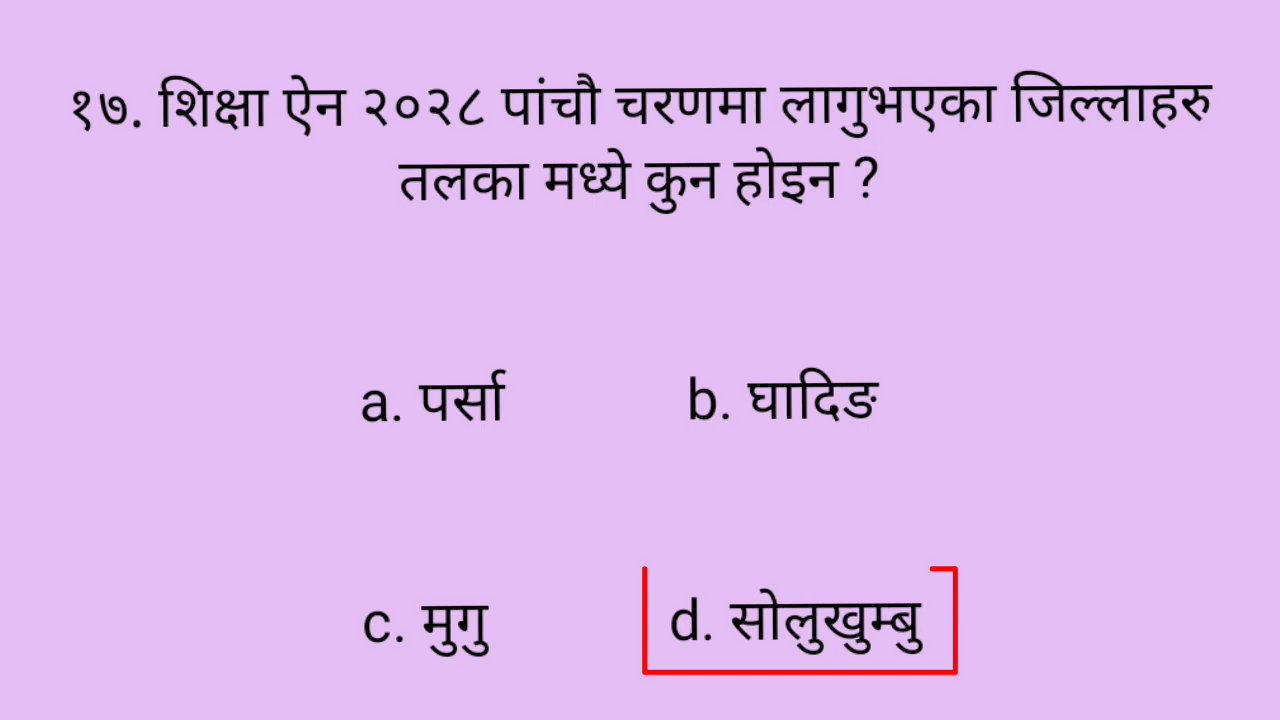 १७. शिक्षा ऐन २०२८ पांचौ चरणमा लागुभएका जिल्लाहरु
तलका मध्ये कुन होइन ?
a. पर्सा b. घादिङ
c. मुगु d. सोलुखुम्बु